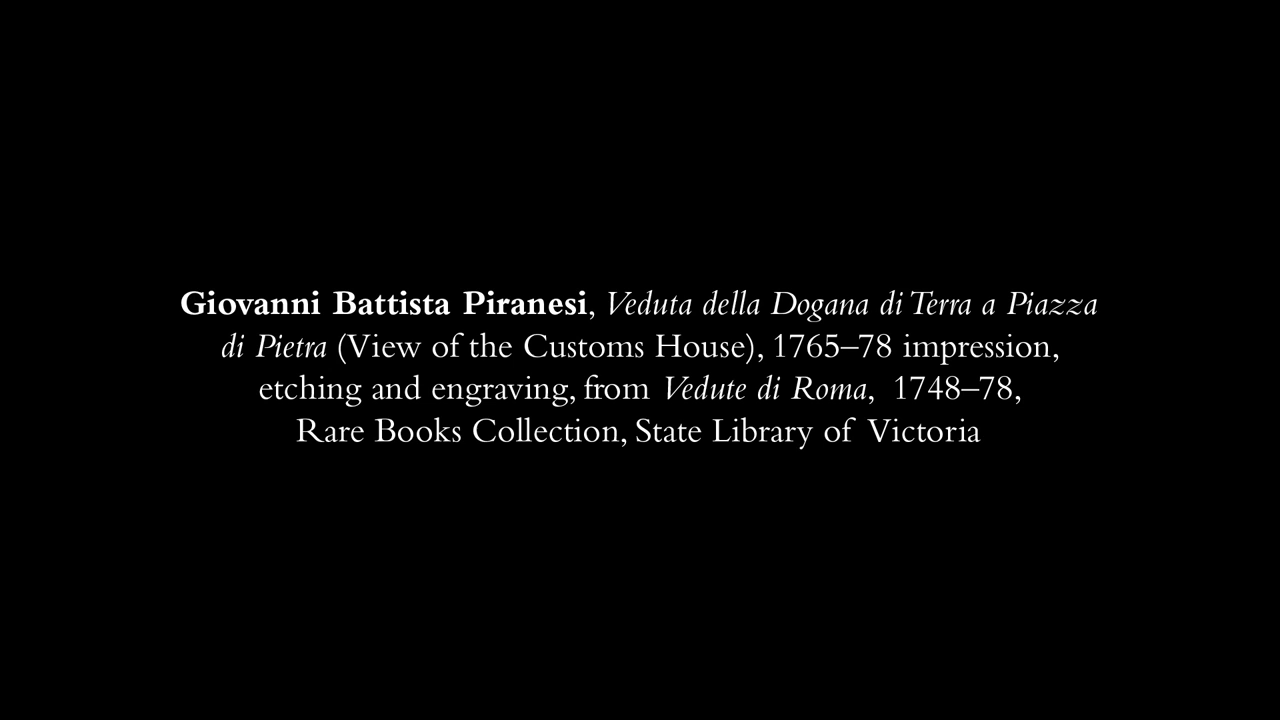 Giovanni Battista Piranesi, Veduta della Dogana di Terra a Piazza
di Pietra (View of the Customs House), 1765–78 impression,
etching and engraving, from Vedute di Roma, 1748–78,
Rare Books Collection, State Library of Victoria